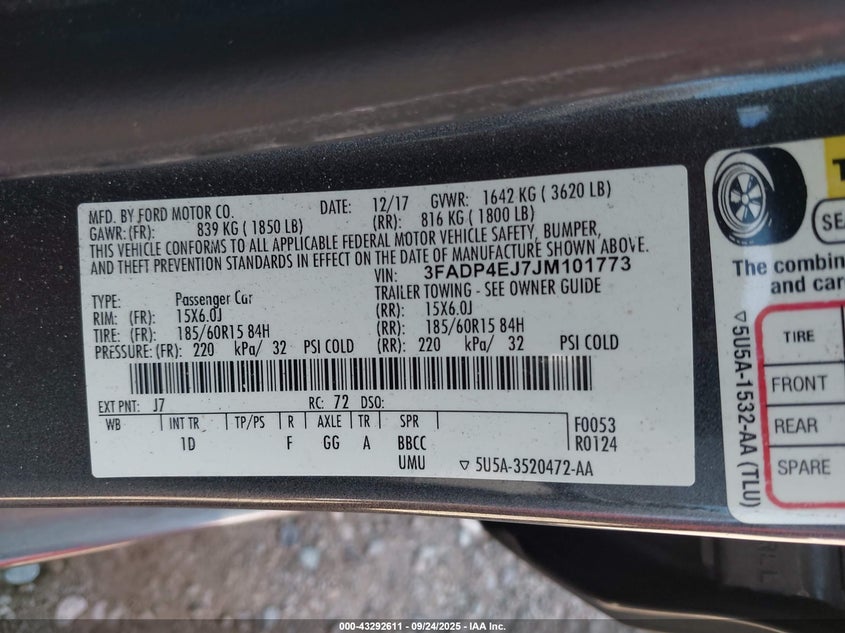 MFD. BY FORD MOTOR CO. DATE: 12/17 GVWR: 1642 KG ( 3620 LB)
GAWR: (FR): 839 KG ( 1850 LB) (RR): 816 KG ( 1800 LB)
THIS VEHICLE CONFORMS TO ALL APPLICABLE FEDERAL MOTOR VEHICLE SAFETY, BUMPER,
AND THEFT PREVENTION STANDARDS IN EFFECT ON THE DATE OF MANUFACTURE SHOWN ABOVE.
VIN: 3FADP4EJ7JM101773
TYPE: Passenger Car TRAILER TOWING - SEE OWNER GUIDE
RIM: (FR): 15X6.0J (RR): 15X6.0J
TIRE: (FR): 185/60R15 84H (RR): 185/60R15 84H
PRESSURE: (FR): 220 kPa/ 32 PSI COLD (RR): 220 kPa/ 32 PSI COLD
EXT PNT: J7 RC: 72 DSO:
WB INT TR TP/PS R AXLE TR SPR F0053
1D F GG A BBCC R0124
UMU ▽ 5U5A-3520472-AA
The combin
and car
TIRE
FRONT
REAR
SPARE
▽5U5A-1532-AA (TLU)
000-43292611 - 09/24/2025 - IAA Inc.